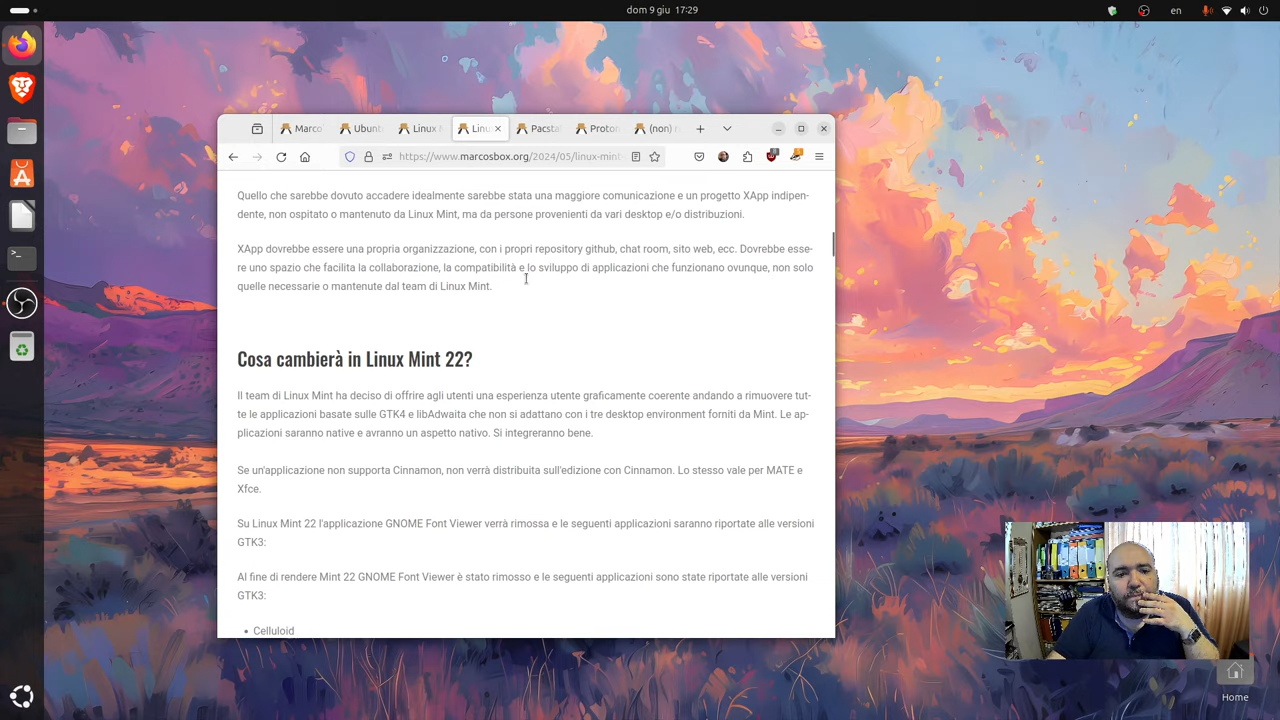 dom 9 giu 17:29
en
Marco
Ubunt
Linux M
Linu
Pacsta
Proton
(non) r
https://www.marcosbox.org/2024/05/linux-mint
Quello che sarebbe dovuto accadere idealmente sarebbe stata una maggiore comunicazione e un progetto XApp indipen-
dente, non ospitato o mantenuto da Linux Mint, ma da persone provenienti da vari desktop e/o distribuzioni.
XApp dovrebbe essere una propria organizzazione, con i propri repository github, chat room, sito web, ecc. Dovrebbe esse-
re uno spazio che facilita la collaborazione, la compatibilità e lo sviluppo di applicazioni che funzionano ovunque, non solo
quelle necessarie o mantenute dal team di Linux Mint.
Cosa cambierà in Linux Mint 22?
Il team di Linux Mint ha deciso di offrire agli utenti una esperienza utente graficamente coerente andando a rimuovere tut-
te le applicazioni basate sulle GTK4 e libAdwaita che non si adattano con i tre desktop environment forniti da Mint. Le ap-
plicazioni saranno native e avranno un aspetto nativo. Si integreranno bene.
Se un'applicazione non supporta Cinnamon, non verrà distribuita sull'edizione con Cinnamon. Lo stesso vale per MATE e
Xfce.
Su Linux Mint 22 l'applicazione GNOME Font Viewer verrà rimossa e le seguenti applicazioni saranno riportate alle versioni
GTK3:
Al fine di rendere Mint 22 GNOME Font Viewer è stato rimosso e le seguenti applicazioni sono state riportate alle versioni
GTK3:
• Celluloid
Home